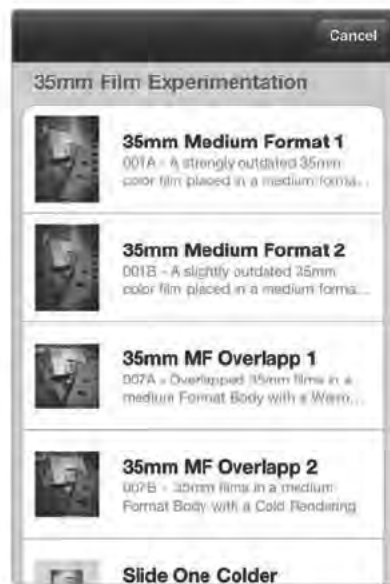 Cancel
35mm Film Experimentation
35mm Medium Format 1
001A - A strongly outdated 35mm
color film placed in a medium forma...
35mm Medium Format 2
001B - A slightly outdated 35mm
color film placed in a medium forma...
35mm MF Overlapp 1
007A - Overlapped 35mm films in a
medium Format Body with a
35mm MF Overlapp 2
007B - 35mm films in a medium
Format Body with a Cold Rendering
Slide One Colder